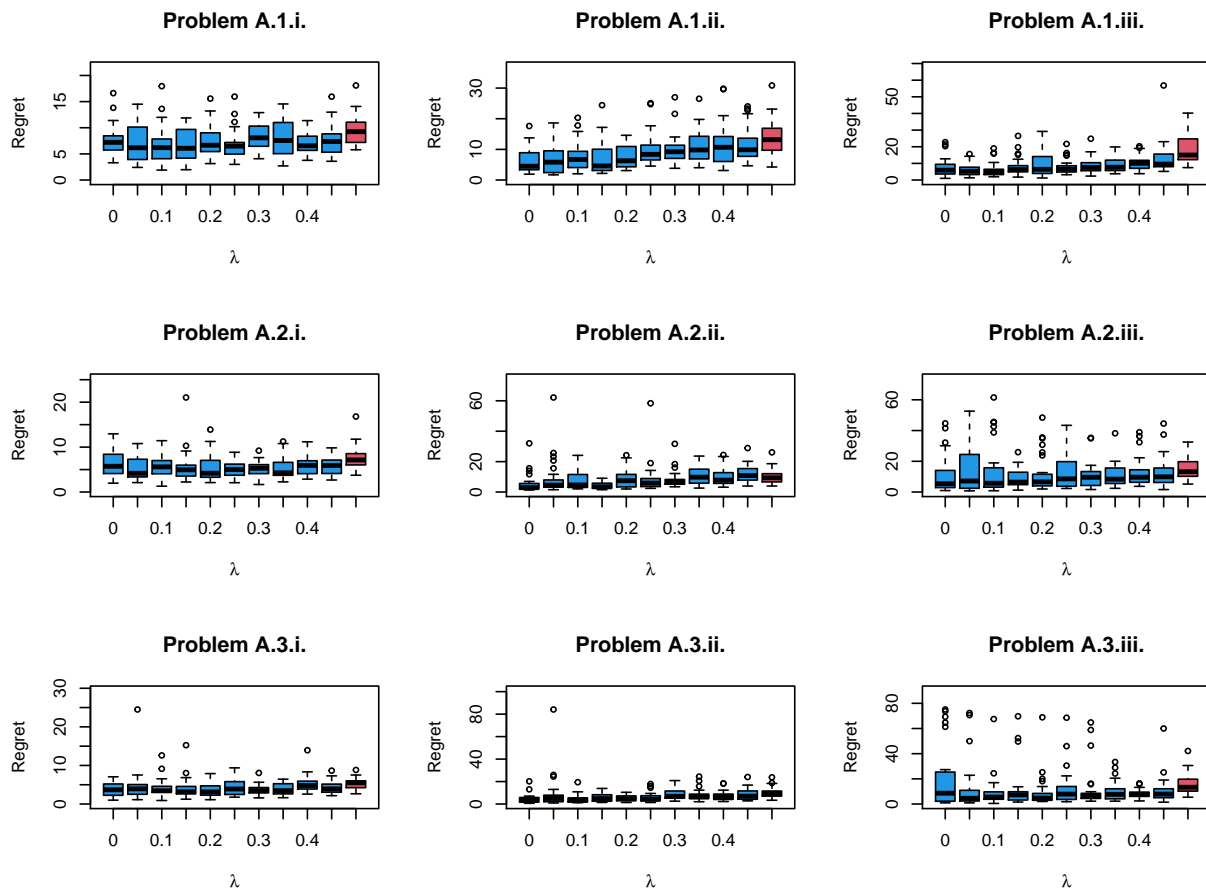 Problem A.1.i.
Regret
0 5 15
0 0.1 0.2 0.3 0.4
λ
Problem A.1.ii.
Regret
0 10 30
0 0.1 0.2 0.3 0.4
λ
Problem A.1.iii.
Regret
0 20 50
0 0.1 0.2 0.3 0.4
λ
Problem A.2.i.
Regret
0 10 20
0 0.1 0.2 0.3 0.4
λ
Problem A.2.ii.
Regret
0 20 60
0 0.1 0.2 0.3 0.4
λ
Problem A.2.iii.
Regret
0 20 60
0 0.1 0.2 0.3 0.4
λ
Problem A.3.i.
Regret
0 10 20 30
0 0.1 0.2 0.3 0.4
λ
Problem A.3.ii.
Regret
0 40 80
0 0.1 0.2 0.3 0.4
λ
Problem A.3.iii.
Regret
0 40 80
0 0.1 0.2 0.3 0.4
λ